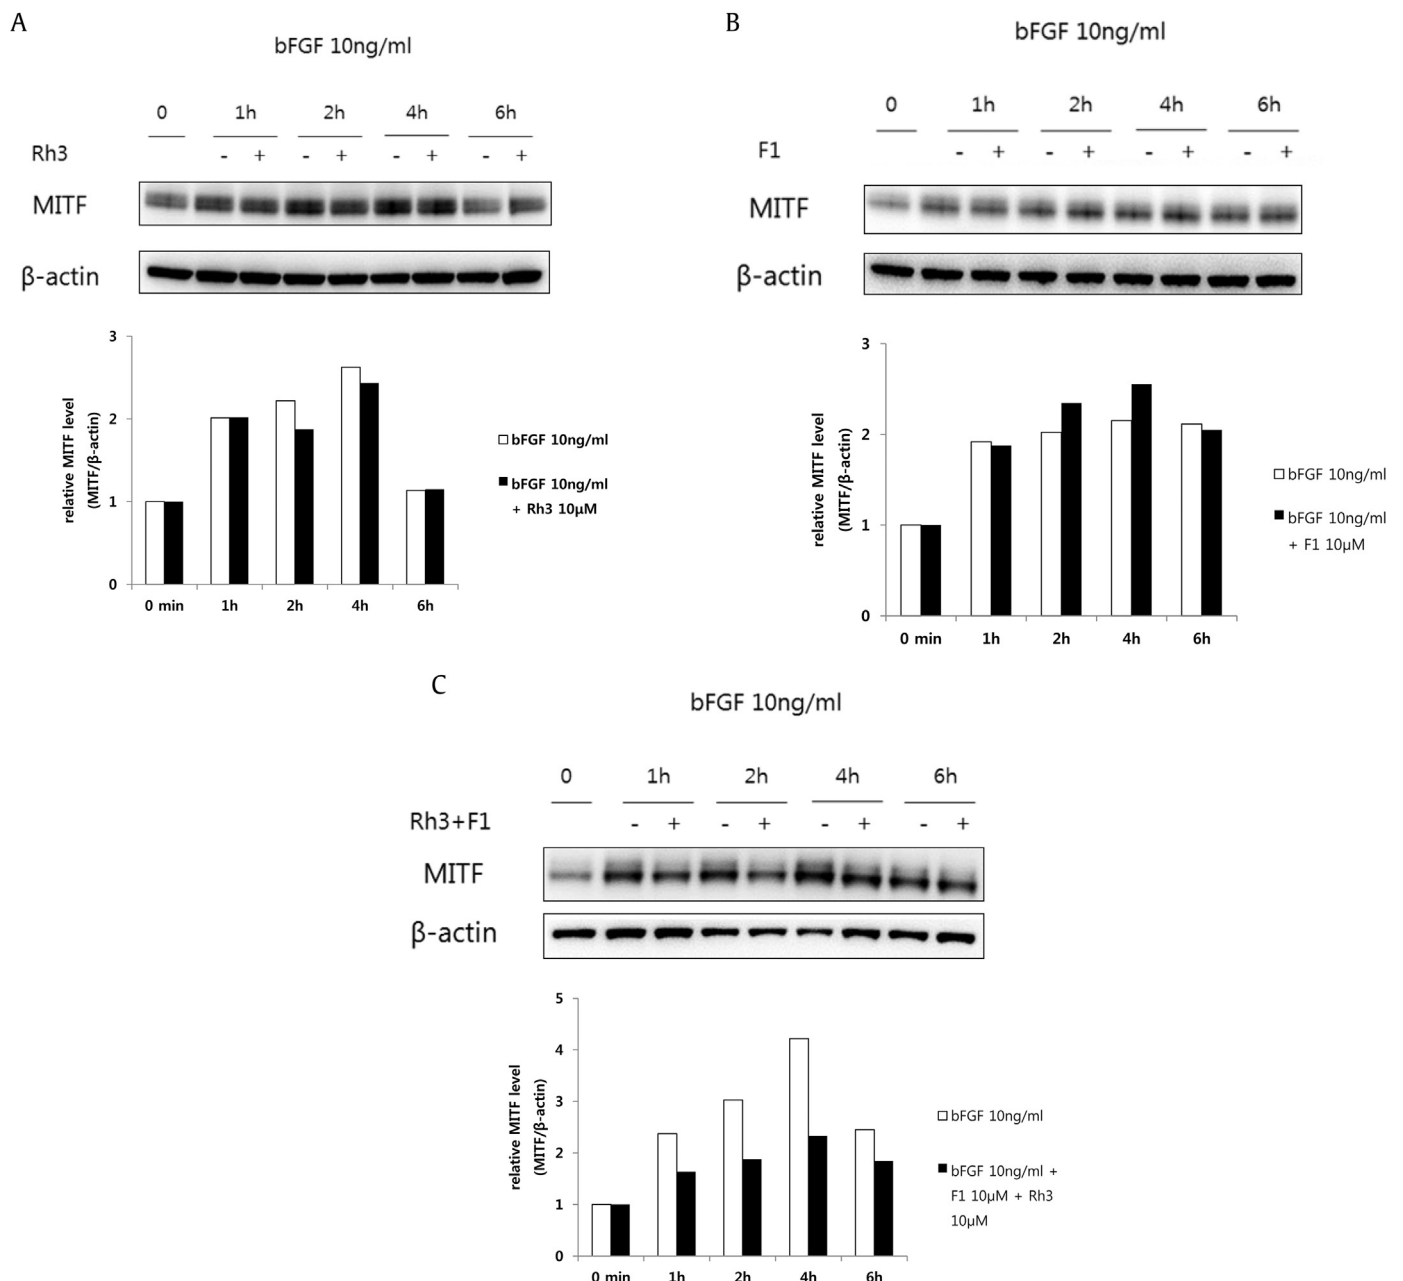 A
bFGF 10ng/ml
0 1h 2h 4h 6h
Rh3 - + - + - + - +
MITF
β-actin
3
2
1
0
relative MITF level
(MITF/β-actin)
0 min 1h 2h 4h 6h
bFGF 10ng/ml
bFGF 10ng/ml
+ Rh3 10μM
B
bFGF 10ng/ml
0 1h 2h 4h 6h
F1 - + - + - + - +
MITF
β-actin
3
2
1
0
relative MITF level
(MITF/β-actin)
0 min 1h 2h 4h 6h
bFGF 10ng/ml
bFGF 10ng/ml
+ F1 10μM
C
bFGF 10ng/ml
0 1h 2h 4h 6h
Rh3+F1 - + - + - + - +
MITF
β-actin
5
4
3
2
1
0
relative MITF level
(MITF/β-actin)
0 min 1h 2h 4h 6h
bFGF 10ng/ml
bFGF 10ng/ml +
F1 10μM + Rh3
10μM